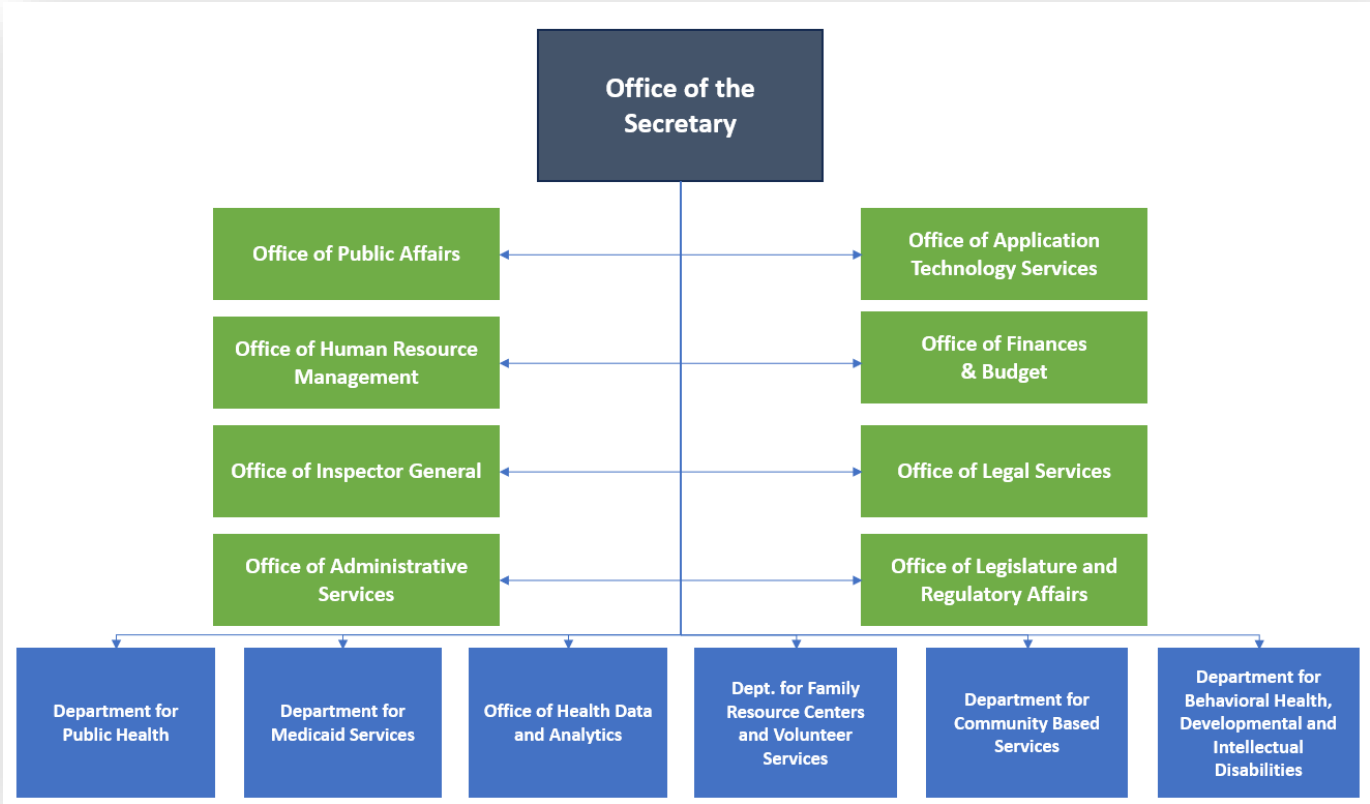 Office of the
Secretary
Office of Public Affairs
Office of Application
Technology Services
Office of Human Resource
Management
Office of Finances
& Budget
Office of Inspector General
Office of Legal Services
Office of Administrative
Services
Office of Legislature and
Regulatory Affairs
Department for
Public Health
Department for
Medicaid Services
Office of Health Data
and Analytics
Dept. for Family
Resource Centers
and Volunteer
Services
Department for
Community Based
Services
Department for
Behavioral Health,
Developmental and
Intellectual
Disabilities